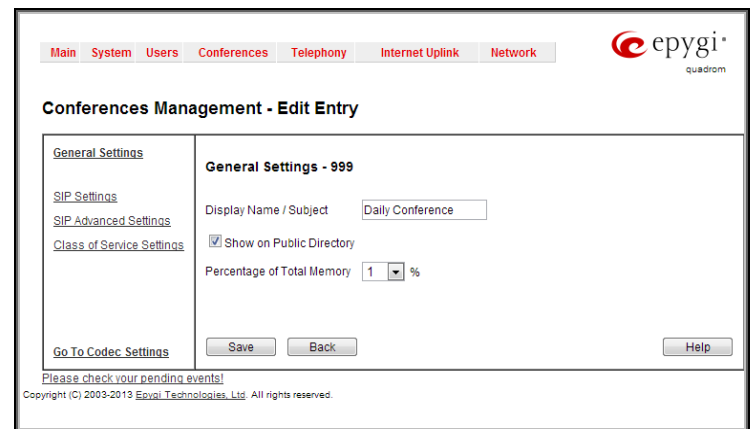 Main System Users Conferences Telephony Internet Uplink Network
epygi
quadrom
Conferences Management - Edit Entry
General Settings
SIP Settings
SIP Advanced Settings
Class of Service Settings
Go To Codec Settings
General Settings - 999
Display Name / Subject Daily Conference
Show on Public Directory
Percentage of Total Memory 1 %
Save Back Help
Please check your pending events!
Copyright (C) 2003-2013 Epygi Technologies, Ltd. All rights reserved.